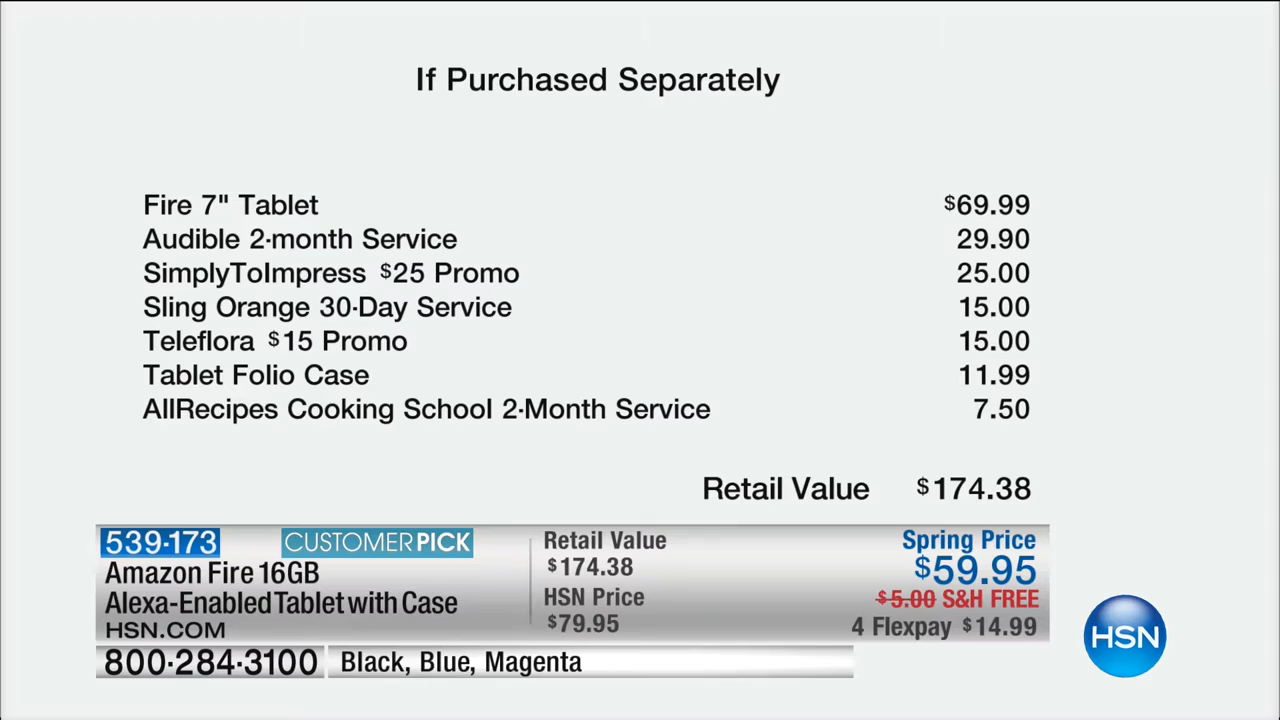 If Purchased Separately
Fire 7" Tablet $69.99
Audible 2-month Service 29.90
SimplyToImpress $25 Promo 25.00
Sling Orange 30-Day Service 15.00
Teleflora $15 Promo 15.00
Tablet Folio Case 11.99
AllRecipes Cooking School 2-Month Service 7.50
Retail Value $174.38
539-173 CUSTOMERPICK
Amazon Fire 16GB
Alexa-Enabled Tablet with Case
HSN.COM
Retail Value
$174.38
HSN Price
$79.95
Spring Price
$59.95
$5.00 S&H FREE
4 Flexpay $14.99
800-284-3100 Black, Blue, Magenta
HSN